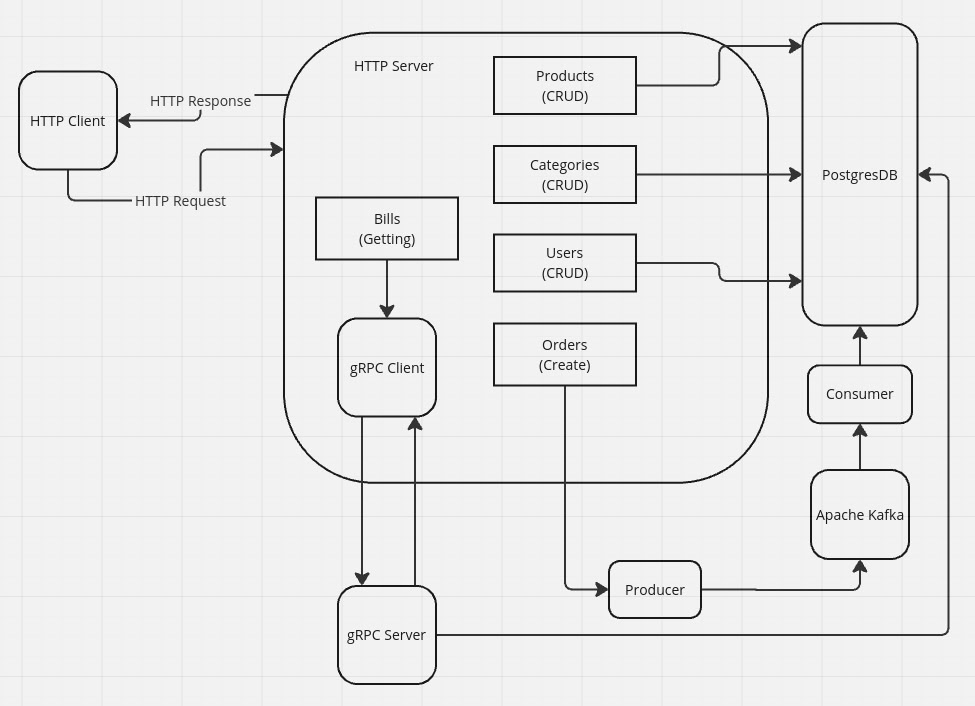 HTTP Server
Products
(CRUD)
HTTP Client
HTTP Response
HTTP Request
Categories
(CRUD)
PostgresDB
Bills
(Getting)
Users
(CRUD)
gRPC Client
Orders
(Create)
Consumer
Apache Kafka
Producer
gRPC Server